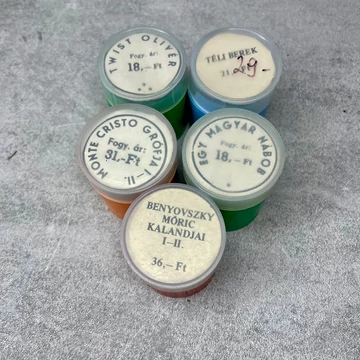 TWIST OLIVÉR
Fogy. ár:
18,—Ft
TÉLI BEREK
29.-
MONTE CRISTO GRÓFJA I-II.
Fogy. ár:
31,-Ft
EGY MAGYAR NÁBOB
Fogy. ár:
18.—Ft
BENYOVSZKY
MÓRIC
KALANDJAI
I—II.
36,— Ft